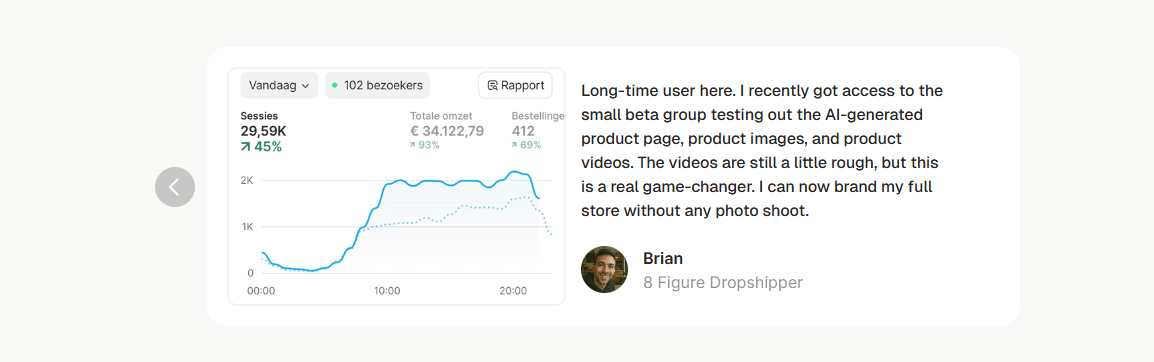 Vandaag
102 bezoekers
Rapport
Sessies
29,59K
45%
Totale omzet
€ 34.122,79
93%
Bestellinge
412
69%
2K
1K
0
00:00
10:00
20:00
Long-time user here. I recently got access to the
small beta group testing out the AI-generated
product page, product images, and product
videos. The videos are still a little rough, but this
is a real game-changer. I can now brand my full
store without any photo shoot.
Brian
8 Figure Dropshipper